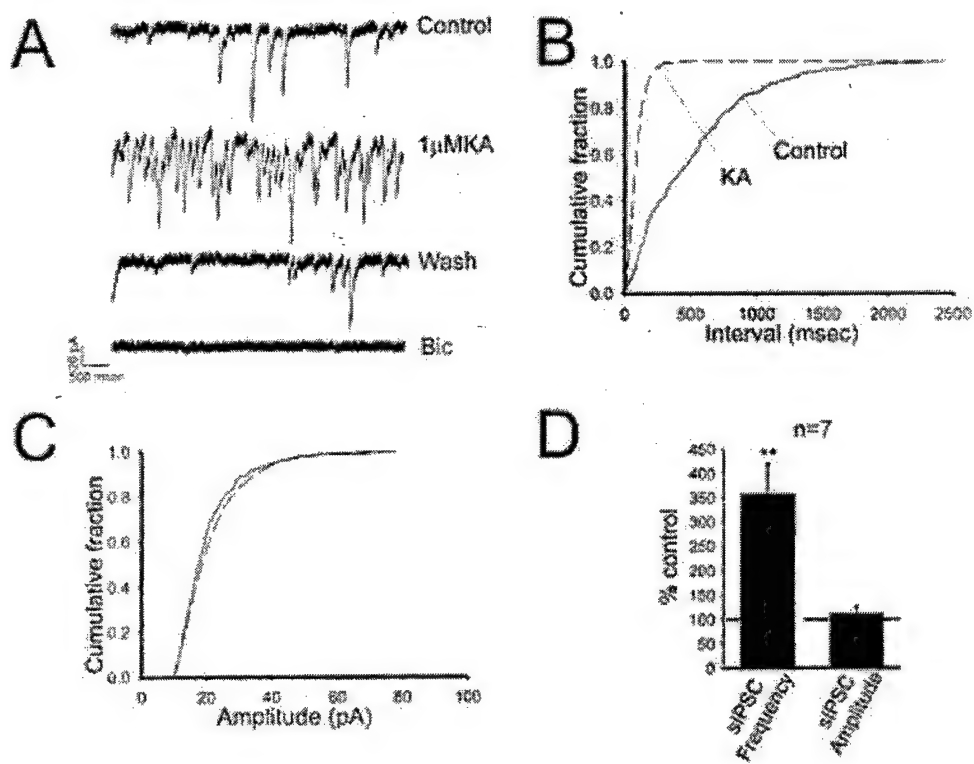 A
Control
1µMKA
Wash
Bic
B
Cumulative fraction
1.0
0.8
0.6
0.4
0.2
0.0
KA
Control
0 500 1000 1500 2000 2500
Interval (msec)
C
Cumulative fraction
1.0
0.8
0.6
0.4
0.2
0.0
0 20 40 60 80 100
Amplitude (pA)
D
n=7
**
% control
450
400
350
300
250
200
150
100
50
0
sIPSC Frequency
sIPSC Amplitude